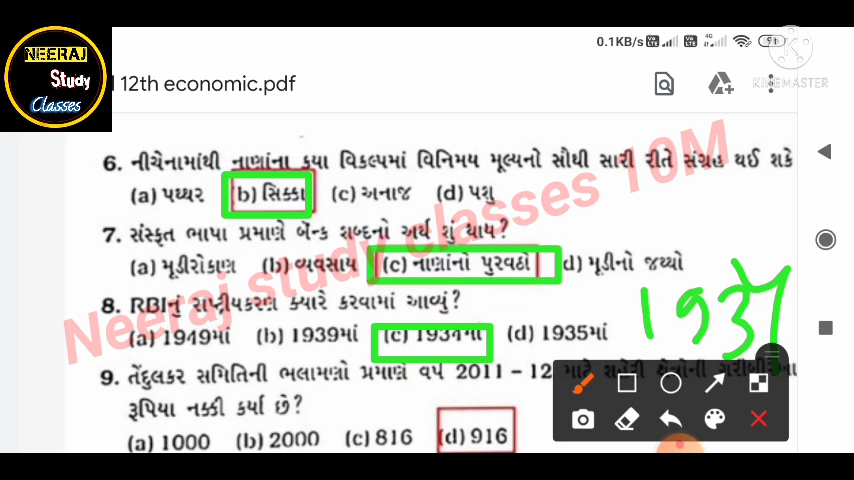 NEERAJ
Study
Classes
0.1KB/s
KINEMASTER
12th economic.pdf
6. નીચેનામાંથી નાણાંના કયા વિકલ્પમાં વિનિમય મૂલ્યનો સૌથી સારી રીતે સંગ્રહ થઈ શકે
(a) પથ્થર (b) સિક્કા (c) અનાજ (d) પશુ
7. સંસ્કૃત ભાષા પ્રમાણે બેંન્ક શબ્દનો અર્થ શું થાય?
(a) મૂડીરોકાણ (b) વ્યવસાય (c) નાણાંનો પુરવઠો (d) મૂડીનો જથ્થો
8. RBIનું રાષ્ટ્રીયકરણ ક્યારે કરવામાં આવ્યું?
(a) 1949માં (b) 1939માં (c) 1934માં (d) 1935માં
9. તેંદુલકર સમિતિની ભલામણો પ્રમાણે વર્ષ 2011 - 12 માટે
રૂપિયા નક્કી કર્યા છે?
(a) 1000 (b) 2000 (c) 816 (d) 916
Neeraj study classes 10M